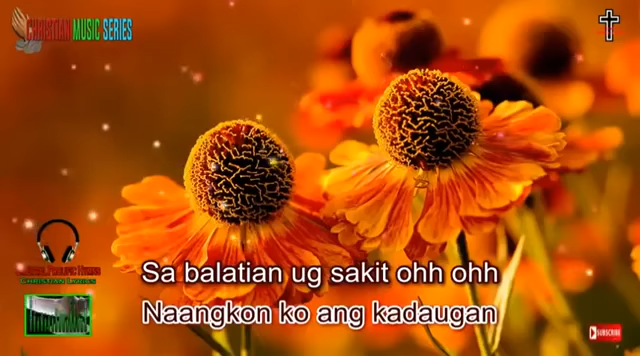 CHRISTIAN MUSIC SERIES
Sa balatian ug sakit ohh ohh
Naangkon ko ang kadaugan
SUBSCRIBE